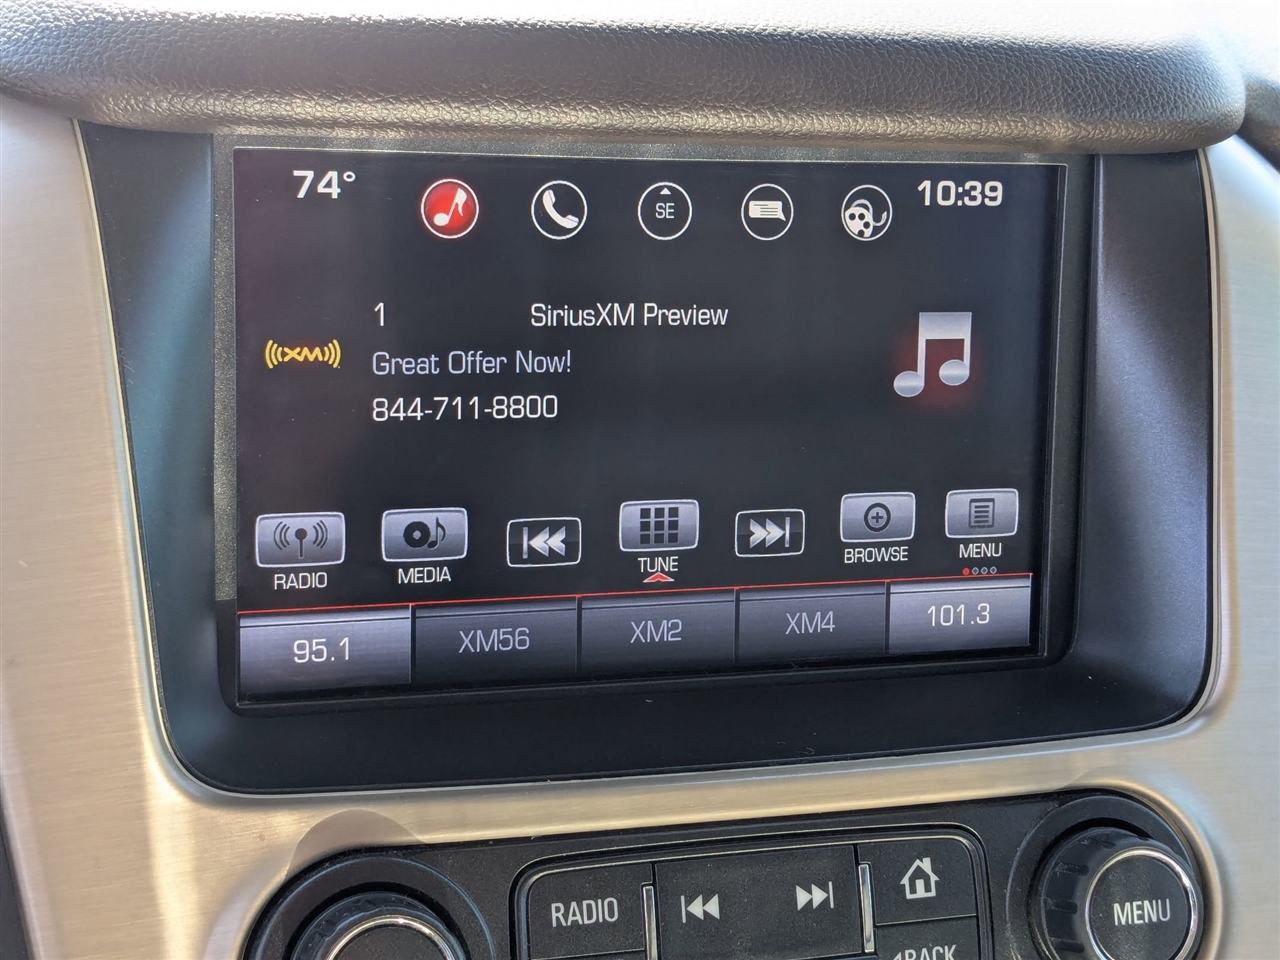 74°
SE
10:39
1 SiriusXM Preview
((XM))
Great Offer Now!
844-711-8800
RADIO
MEDIA
TUNE
BROWSE
MENU
95.1
XM56
XM2
XM4
101.3
RADIO
MENU
BACK